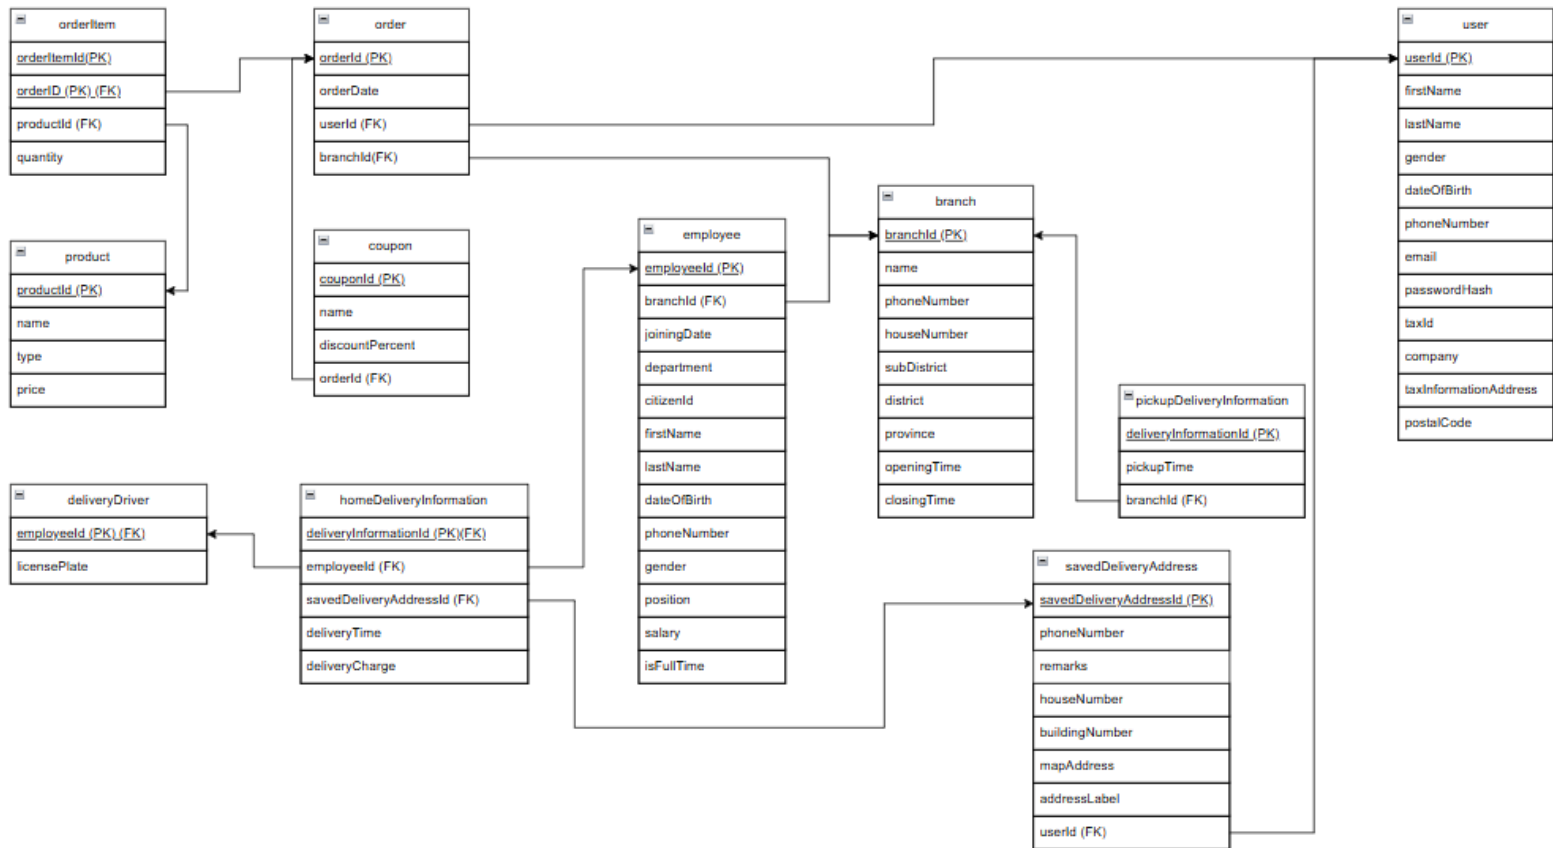 orderItem
orderItemId(PK)
orderID (PK) (FK)
productId (FK)
quantity
order
orderId (PK)
orderDate
userId (FK)
branchId(FK)
user
userId (PK)
firstName
lastName
gender
dateOfBirth
phoneNumber
email
passwordHash
taxId
company
taxInformationAddress
postalCode
product
productId (PK)
name
type
price
coupon
couponId (PK)
name
discountPercent
orderId (FK)
employee
employeeId (PK)
branchId (FK)
joiningDate
department
citizenId
firstName
lastName
dateOfBirth
phoneNumber
gender
position
salary
isFullTime
branch
branchId (PK)
name
phoneNumber
houseNumber
subDistrict
district
province
openingTime
closingTime
pickupDeliveryInformation
deliveryInformationId (PK)
pickupTime
branchId (FK)
deliveryDriver
employeeId (PK) (FK)
licensePlate
homeDeliveryInformation
deliveryInformationId (PK)(FK)
employeeId (FK)
savedDeliveryAddressId (FK)
deliveryTime
deliveryCharge
savedDeliveryAddress
savedDeliveryAddressId (PK)
phoneNumber
remarks
houseNumber
buildingNumber
mapAddress
addressLabel
userId (FK)